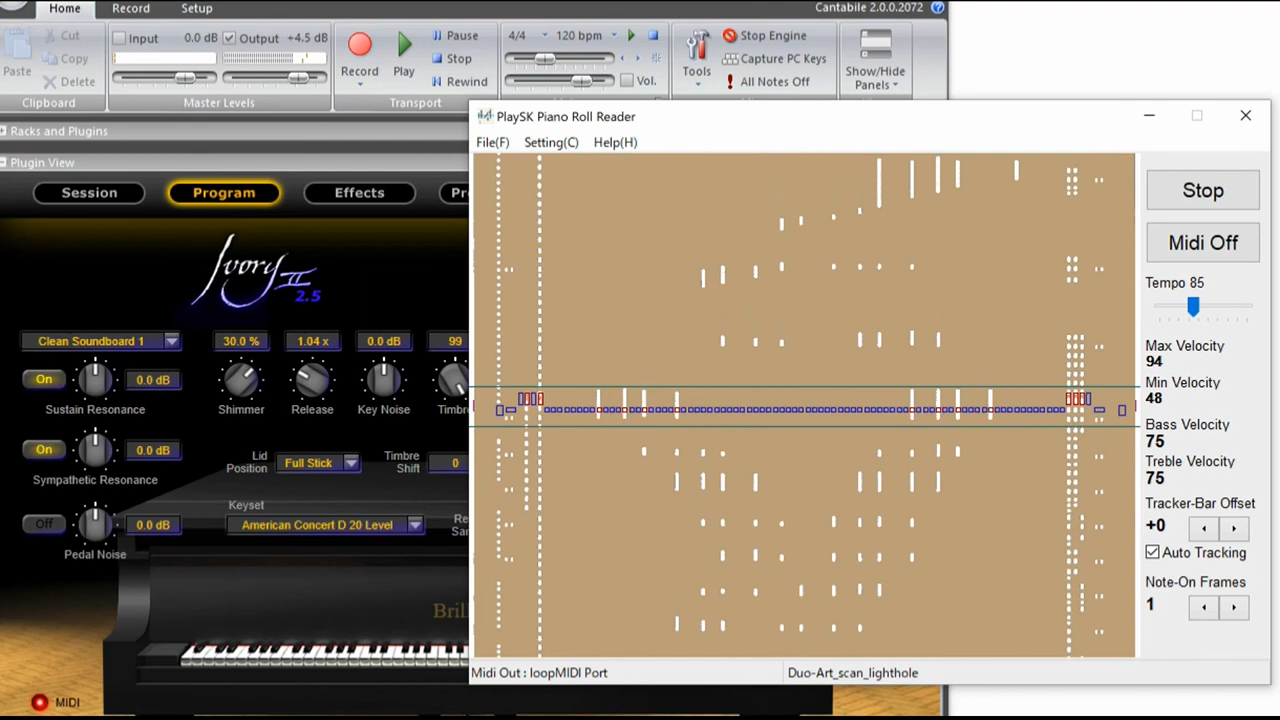 Home Record Setup
Cantabile 2.0.0.2072
Cut
Copy
Paste
Delete
Clipboard
Input 0.0 dB Output +4.5 dB
Master Levels
Record
Play
Pause
Stop
Rewind
Transport
4/4 120 bpm
Vol.
Tools
Stop Engine
Capture PC Keys
All Notes Off
Show/Hide
Panels
Racks and Plugins
Plugin View
Session Program Effects
Ivory II
2.5
Clean Soundboard 1
30.0 % 1.04 x 0.0 dB 99
On 0.0 dB
Sustain Resonance
Shimmer Release Key Noise
On 0.0 dB
Sympathetic Resonance
Lid
Position
Full Stick
Timbre
Shift
0
Off 0.0 dB
Pedal Noise
Keyset
American Concert D 20 Level
MIDI
PlaySK Piano Roll Reader
File(F) Setting(C) Help(H)
Stop
Midi Off
Tempo 85
Max Velocity
94
Min Velocity
48
Bass Velocity
75
Treble Velocity
75
Tracker-Bar Offset
+0
Auto Tracking
Note-On Frames
1
Midi Out : loopMIDI Port
Duo-Art_scan_lighthole